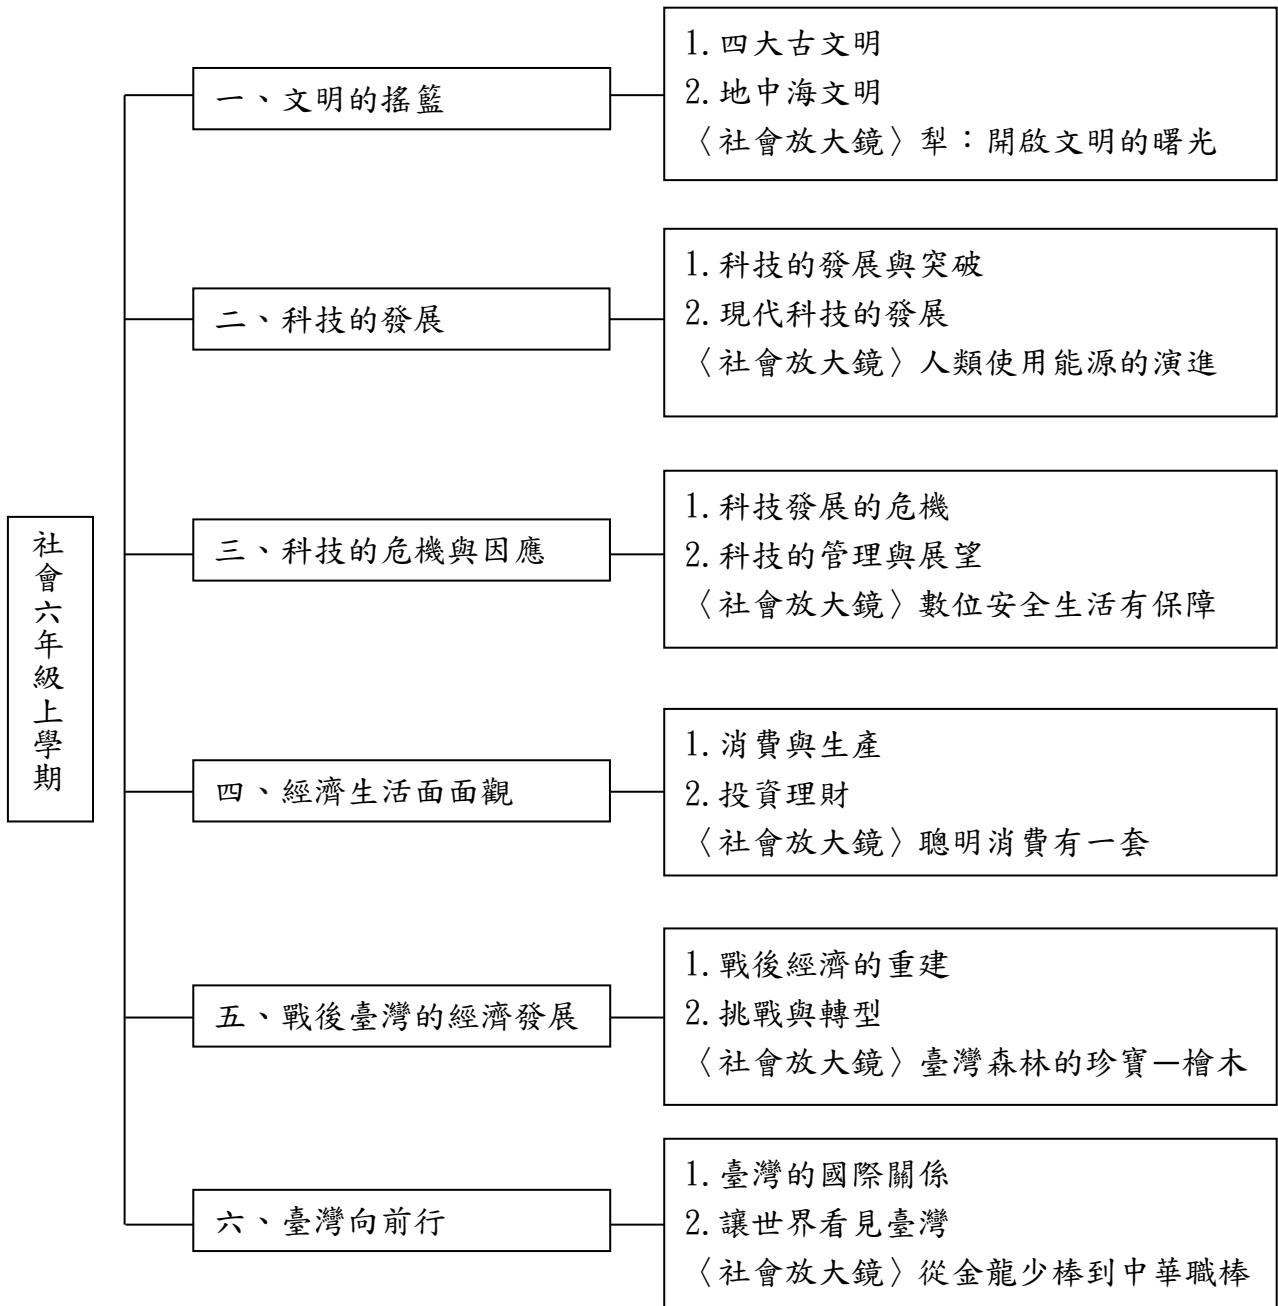 社會六年級上學期
一、文明的搖籃
1.四大古文明
2.地中海文明
〈社會放大鏡〉犁：開啟文明的曙光
二、科技的發展
1.科技的發展與突破
2.現代科技的發展
〈社會放大鏡〉人類使用能源的演進
三、科技的危機與因應
1.科技發展的危機
2.科技的管理與展望
〈社會放大鏡〉數位安全生活有保障
四、經濟生活面面觀
1.消費與生產
2.投資理財
〈社會放大鏡〉聰明消費有一套
五、戰後臺灣的經濟發展
1.戰後經濟的重建
2.挑戰與轉型
〈社會放大鏡〉臺灣森林的珍寶—檜木
六、臺灣向前行
1.臺灣的國際關係
2.讓世界看見臺灣
〈社會放大鏡〉從金龍少棒到中華職棒